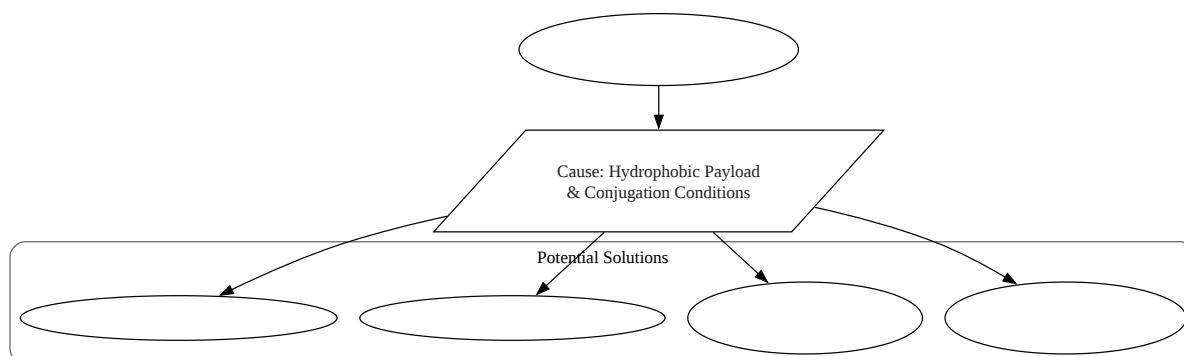 Cause: Hydrophobic Payload
& Conjugation Conditions
Potential Solutions